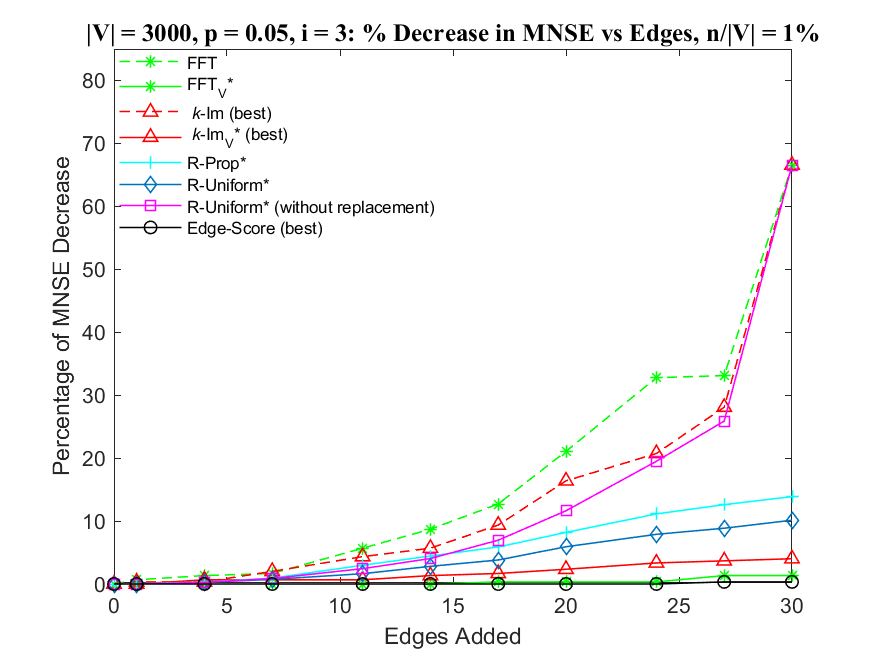 |V| = 3000, p = 0.05, i = 3: % Decrease in MNSE vs Edges, n/|V| = 1%
FFT
FFT_V*
k-Im (best)
k-Im_V* (best)
R-Prop*
R-Uniform*
R-Uniform* (without replacement)
Edge-Score (best)
Percentage of MNSE Decrease
80
70
60
50
40
30
20
10
0
0 5 10 15 20 25 30
Edges Added